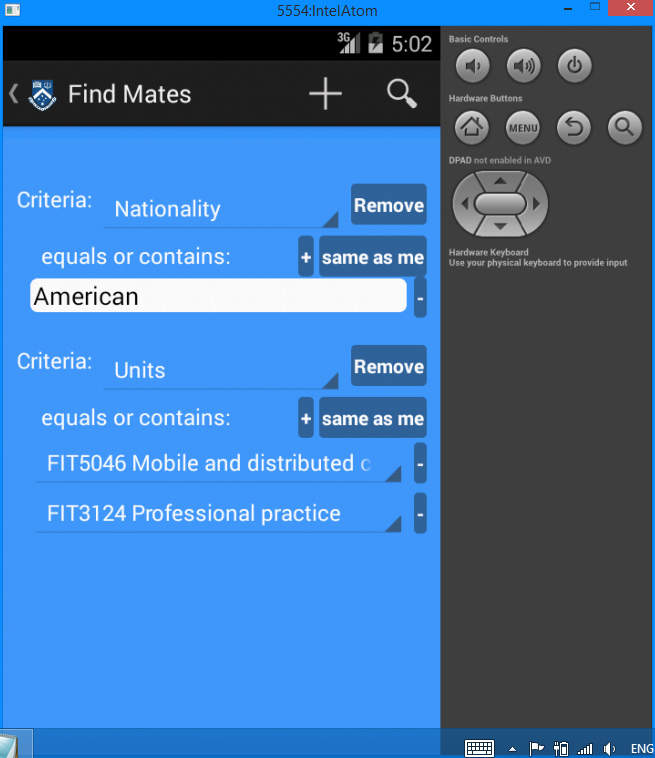 5554:IntelAtom
3G 5:02
Find Mates
Criteria: Nationality Remove
equals or contains: + same as me
American -
Criteria: Units Remove
equals or contains: + same as me
FIT5046 Mobile and distributed c -
FIT3124 Professional practice -
Basic Controls
Hardware Buttons
MENU
DPAD not enabled in AVD
Hardware Keyboard
Use your physical keyboard to provide input
ENG